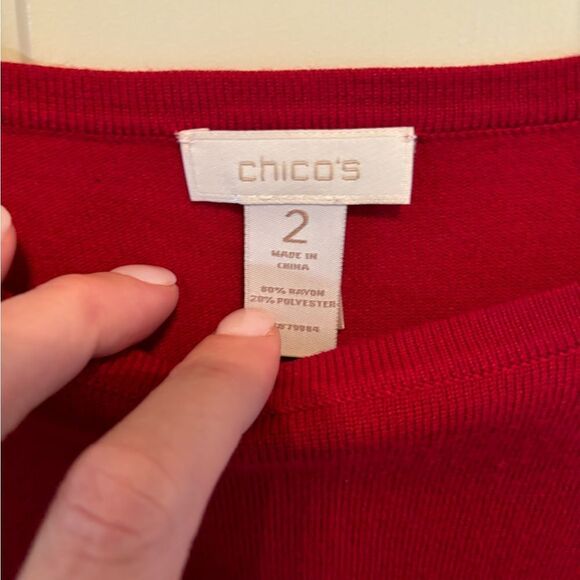 chico's
2
MADE IN
CHINA
80% RAYON
20% POLYESTER